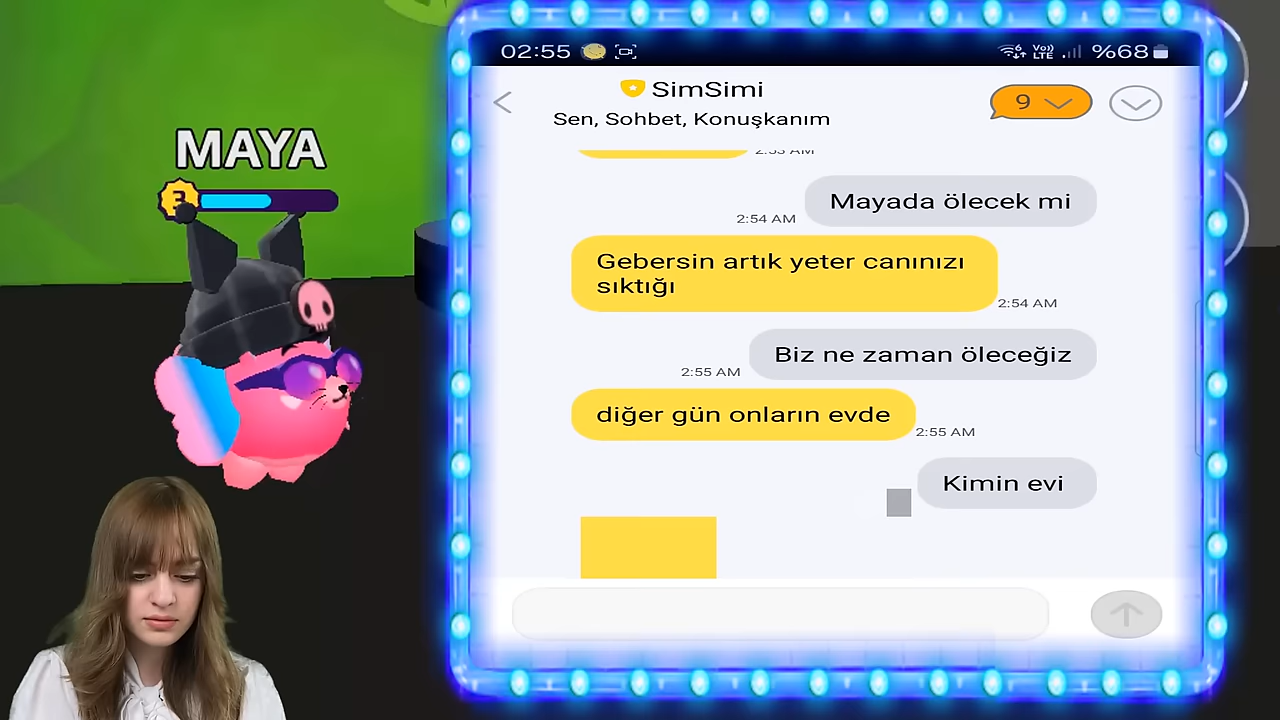 MAYA
3
02:55
VoD LTE
%68
SimSimi
Sen, Sohbet, Konuşkanım
9
2:53 AM
Mayada ölecek mi
2:54 AM
Gebersin artık yeter canınızı
sıktığı
2:54 AM
Biz ne zaman öleceğiz
2:55 AM
diğer gün onların evde
2:55 AM
Kimin evi